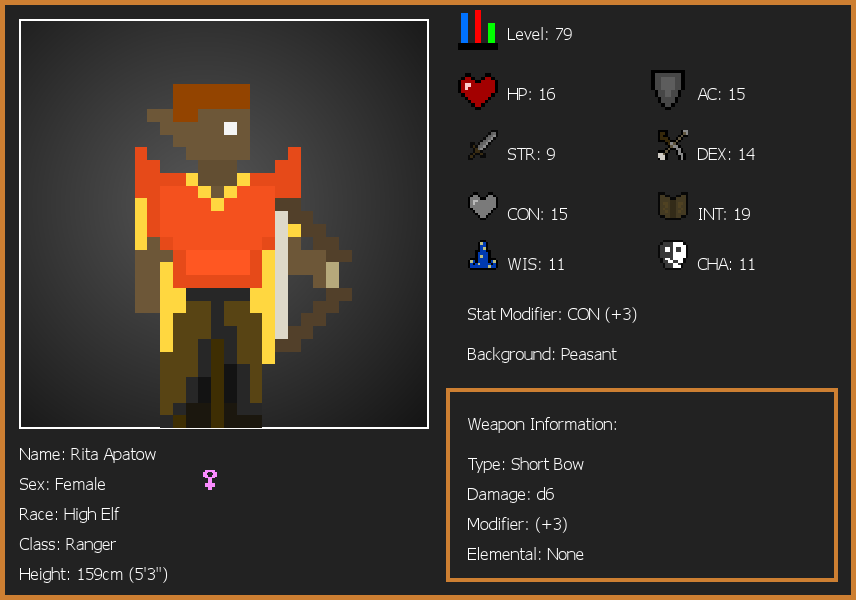 Level: 79
HP: 16
AC: 15
STR: 9
DEX: 14
CON: 15
INT: 19
WIS: 11
CHA: 11
Stat Modifier: CON (+3)
Background: Peasant
Weapon Information:
Type: Short Bow
Damage: d6
Modifier: (+3)
Elemental: None
Name: Rita Apatow
Sex: Female
Race: High Elf
Class: Ranger
Height: 159cm (5'3")